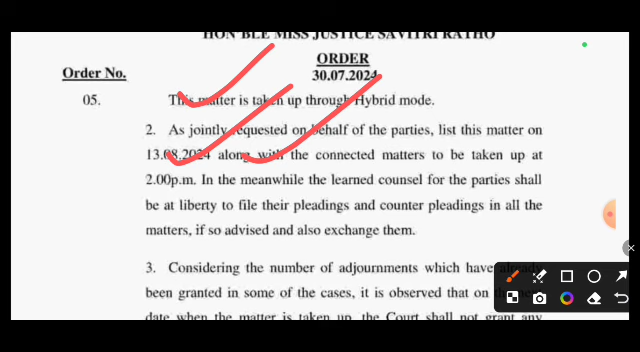 HON'BLE MISS JUSTICE SAVITRI RATHO
ORDER
Order No.
30.07.2024
05.
This matter is taken up through Hybrid mode.
2. As jointly requested on behalf of the parties, list this matter on
13.08.2024 along with the connected matters to be taken up at
2.00p.m. In the meanwhile the learned counsel for the parties shall
be at liberty to file their pleadings and counter pleadings in all the
matters, if so advised and also exchange them.
3. Considering the number of adjournments which have already
been granted in some of the cases, it is observed that on
date when the matter is taken up, the Court shall not grant any